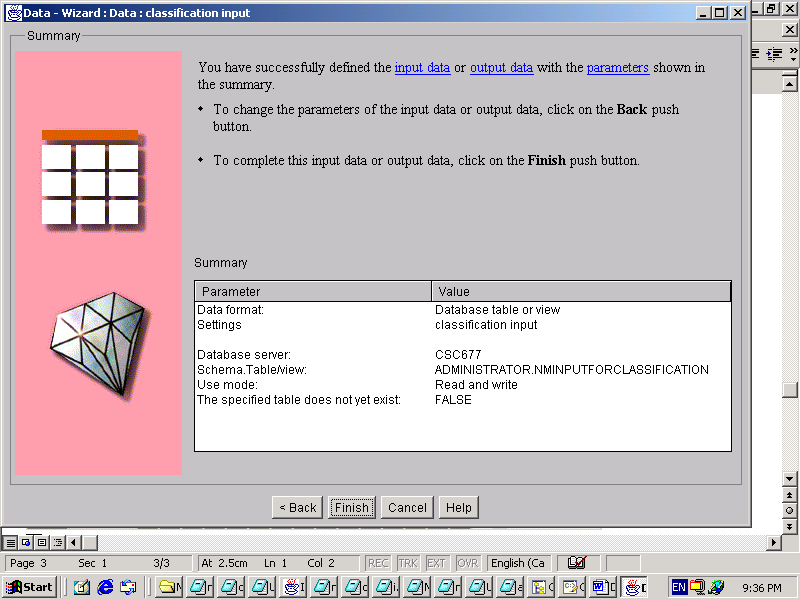 Data - Wizard : Data : classification input
Summary
You have successfully defined the input data or output data with the parameters shown in
the summary.
To change the parameters of the input data or output data, click on the Back push
button.
To complete this input data or output data, click on the Finish push button.
Summary
Parameter Value
Data format: Database table or view
Settings classification input
Database server: CSC677
Schema.Table/view: ADMINISTRATOR.NMINPUTFORCLASSIFICATION
Use mode: Read and write
The specified table does not yet exist: FALSE
< Back Finish Cancel Help
Page 3 Sec 1 3/3 At 2.5cm Ln 1 Col 2 REC TRK EXT OVR English (Ca
Start EN 9:36 PM